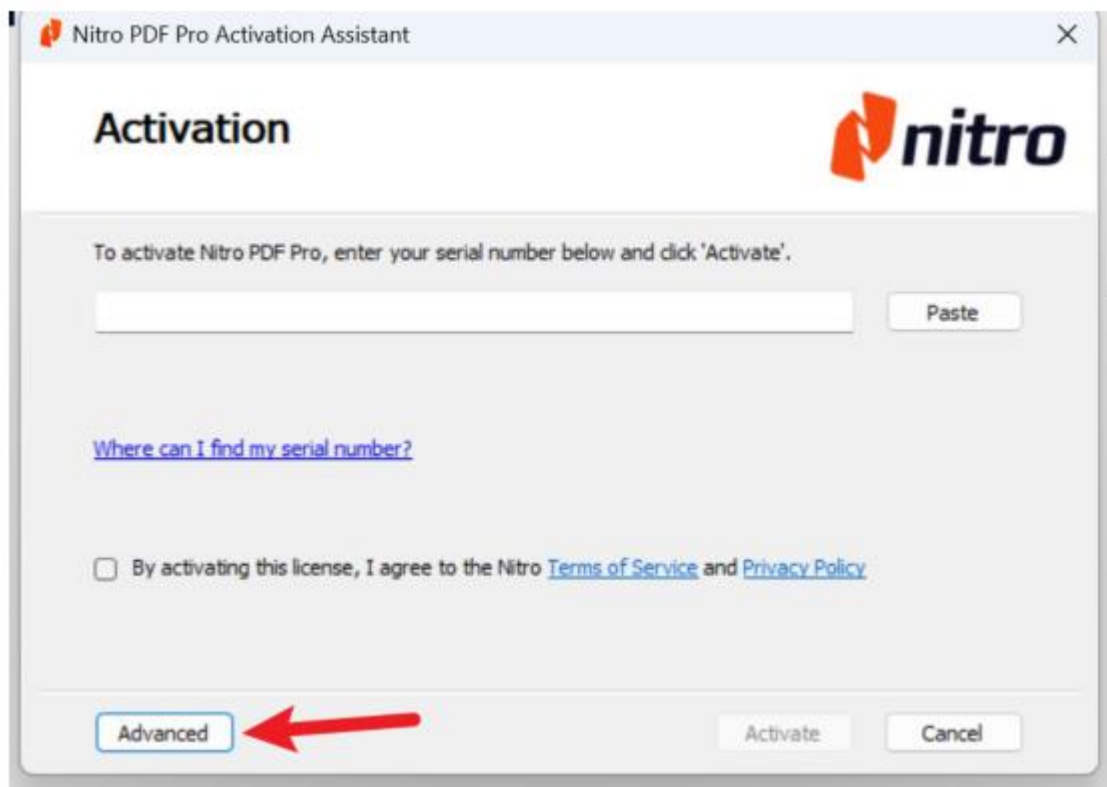 Nitro PDF Pro Activation Assistant
Activation
nitro
To activate Nitro PDF Pro, enter your serial number below and click 'Activate'.
Paste
Where can I find my serial number?
By activating this license, I agree to the Nitro Terms of Service and Privacy Policy
Advanced
Activate
Cancel